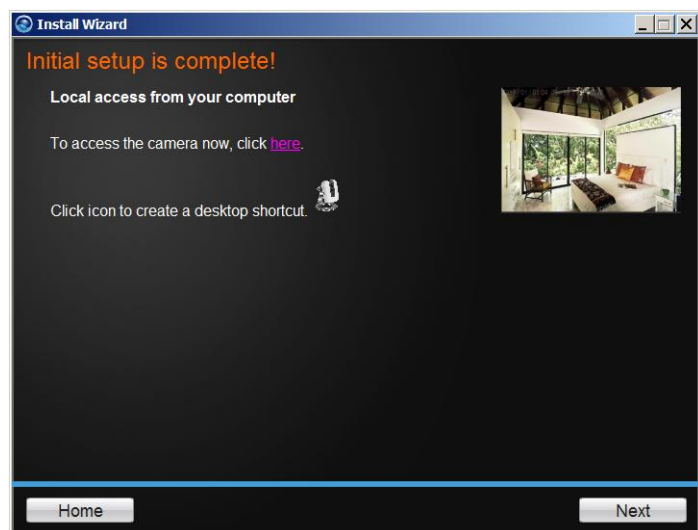 Install Wizard
Initial setup is complete!
Local access from your computer
To access the camera now, click here.
Click icon to create a desktop shortcut.
Home
Next